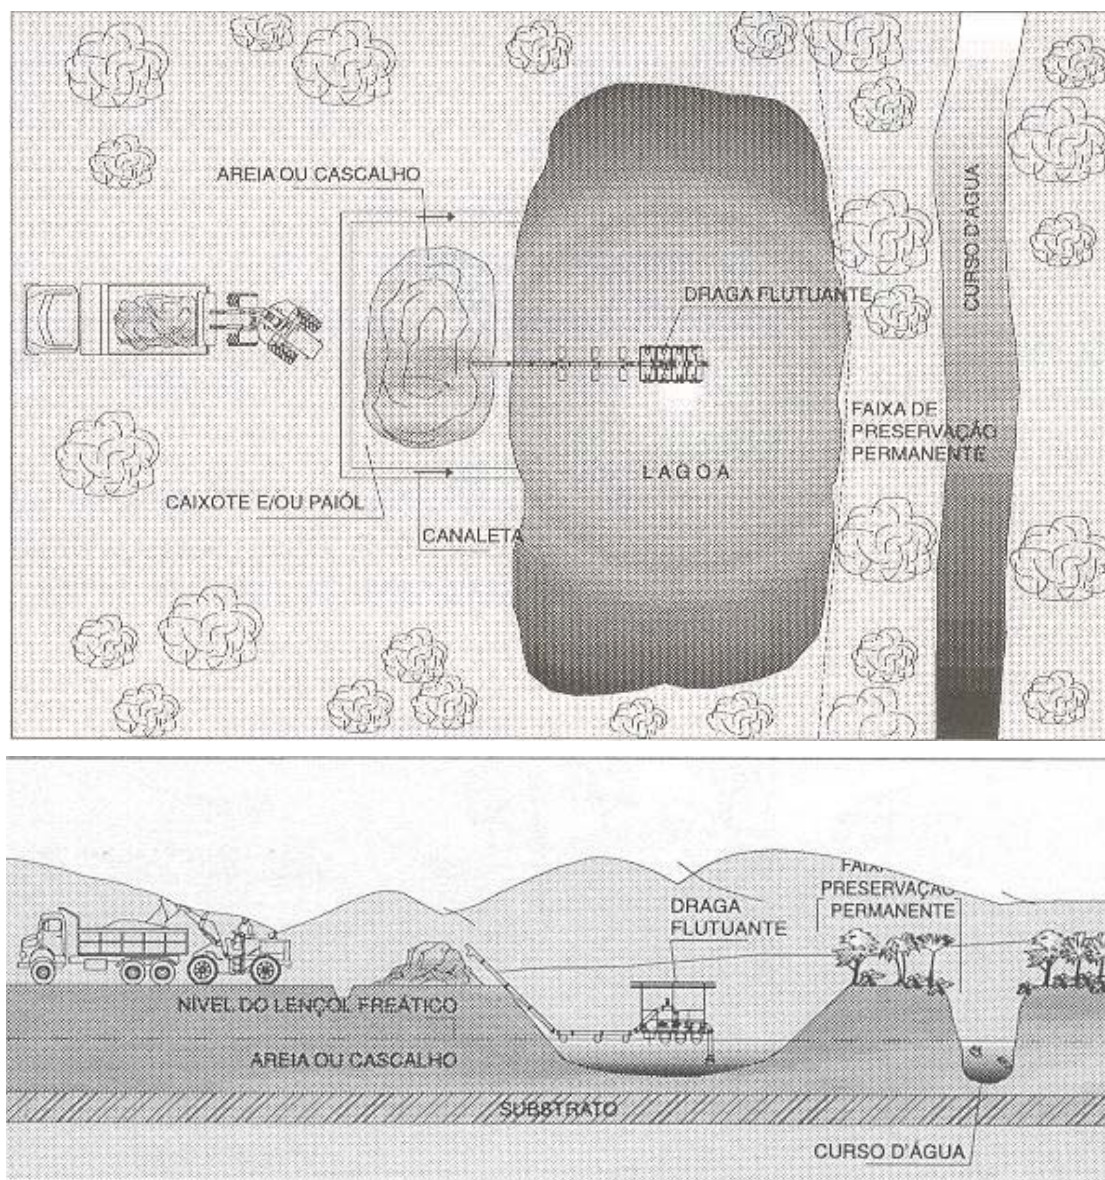 AREIA OU CASCALHO
DRAGA FLUTUANTE
CURSO D'ÁGUA
FAIXA DE
PRESERVAÇÃO
PERMANENTE
LAGOA
CAIXOTE E/OU PAIÓL
CANALETA
PRESERVAÇÃO
PERMANENTE
DRAGA
FLUTUANTE
NÍVEL DO LENÇOL FREÁTICO
AREIA OU CASCALHO
SUBSTRATO
CURSO D'ÁGUA